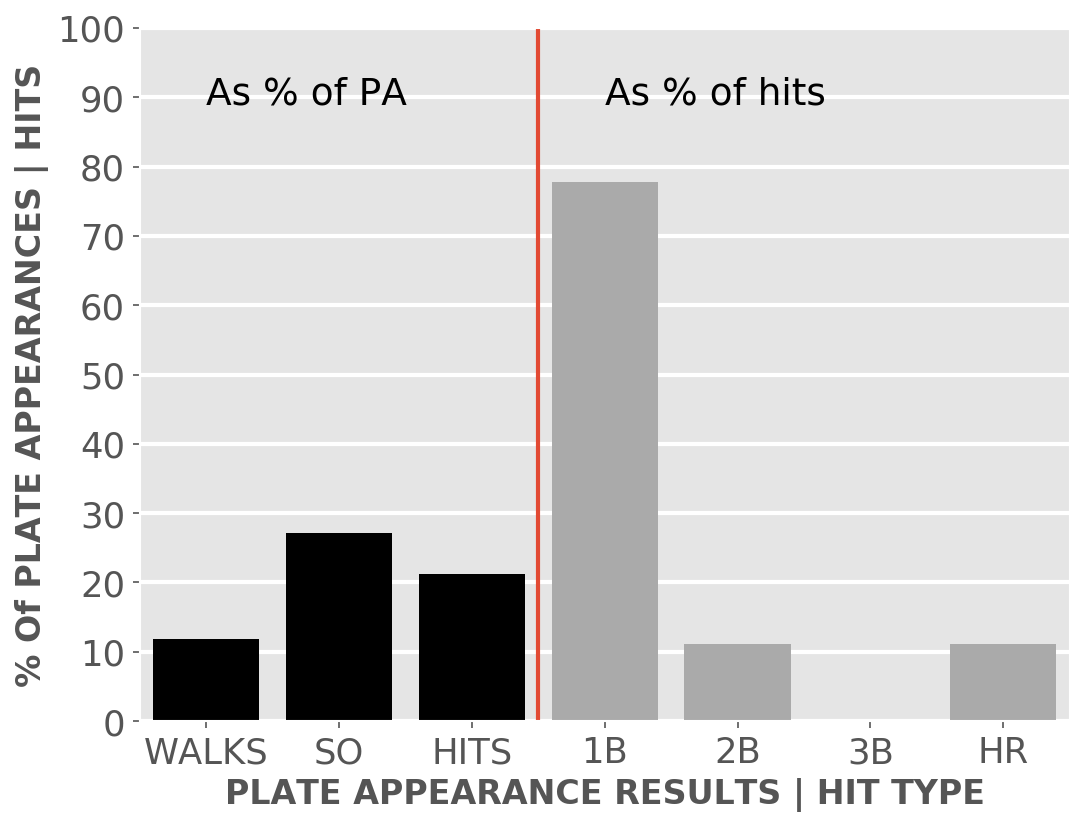 100
90
80
70
60
50
40
30
20
10
0
% Of PLATE APPEARANCES | HITS
As % of PA
As % of hits
WALKS SO HITS 1B 2B 3B HR
PLATE APPEARANCE RESULTS | HIT TYPE